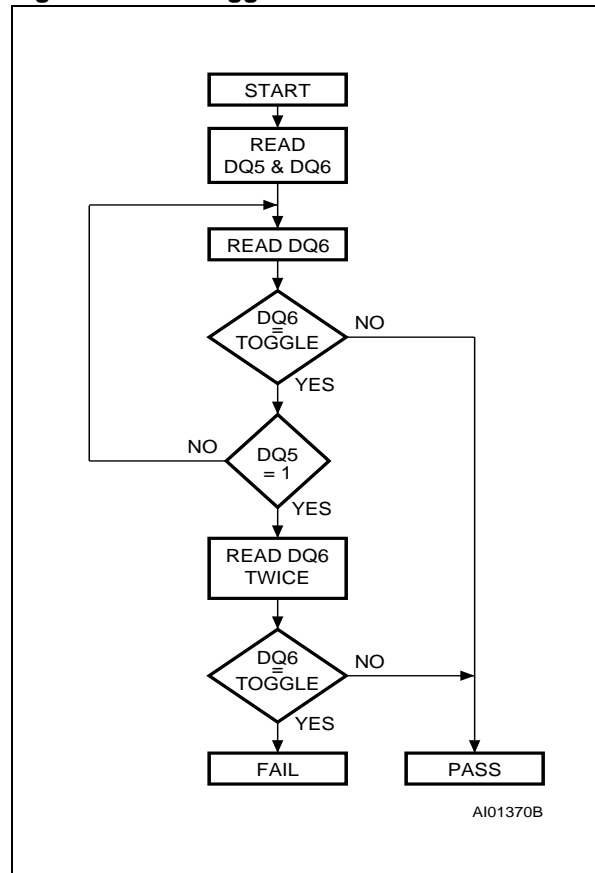 START
READ
DQ5 & DQ6
READ DQ6
DQ6
=
TOGGLE
NO
YES
NO
DQ5
= 1
YES
READ DQ6
TWICE
DQ6
=
TOGGLE
NO
YES
FAIL
PASS
AI01370B